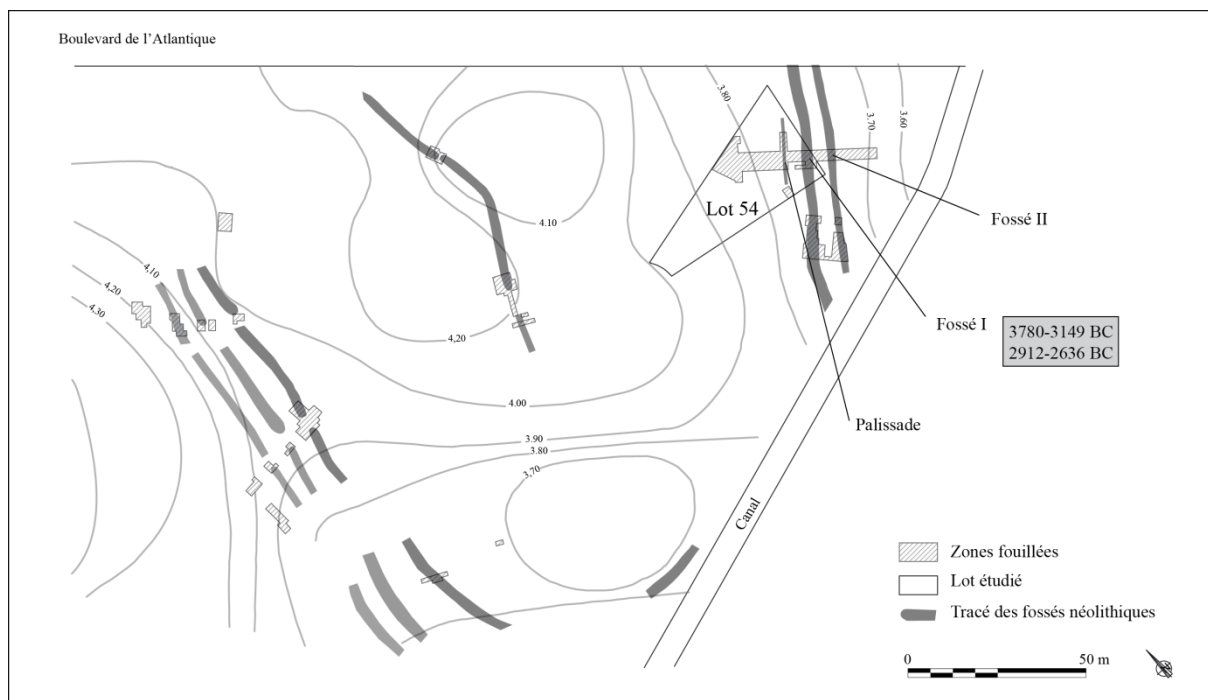 Boulevard de l'Atlantique
3.80
3.70
3.60
4.10
Lot 54
Fossé II
4,10
4,20
4,30
4,20
Fossé I
3780-3149 BC
2912-2636 BC
4.00
Palissade
3.90
3.80
3,70
Canal
Zones fouillées
Lot étudié
Tracé des fossés néolithiques
0
50 m